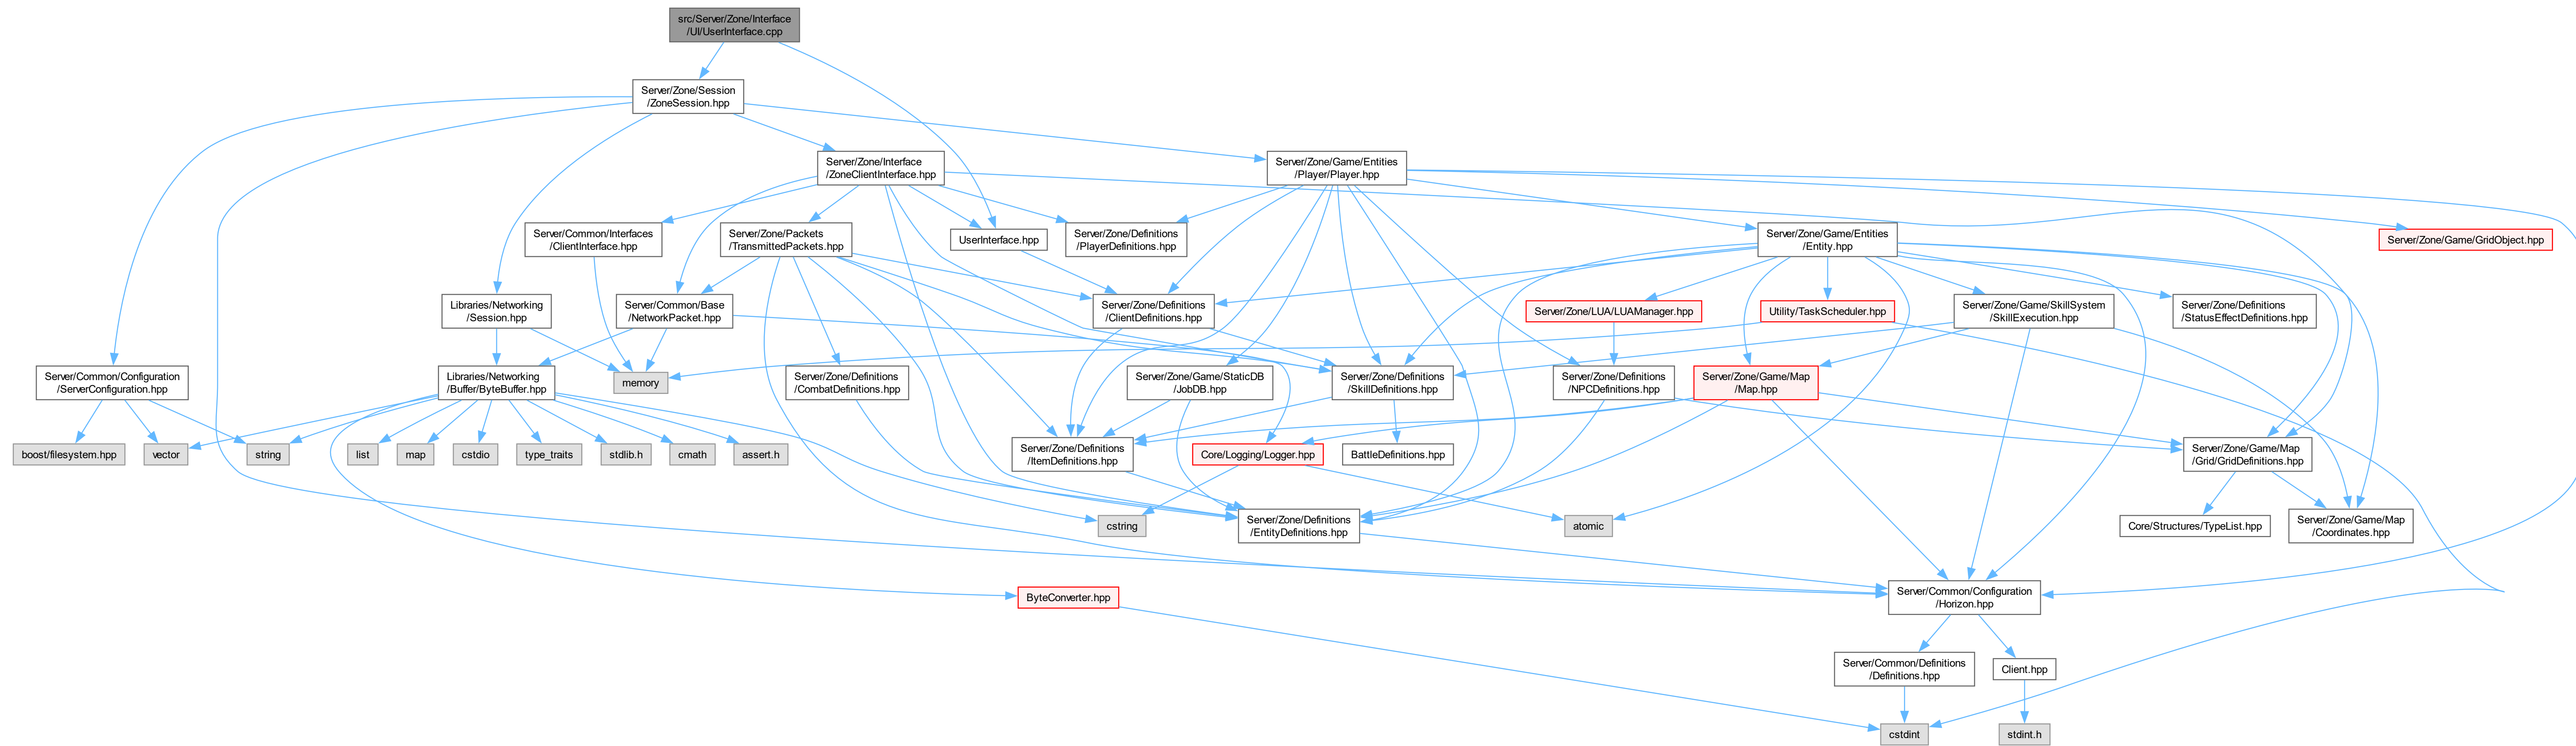 src/Server/Zone/Interface
/UI/UserInterface.cpp
Server/Zone/Session
/ZoneSession.hpp
Server/Zone/Interface
/ZoneClientInterface.hpp
Server/Zone/Game/Entities
/Player/Player.hpp
Server/Common/Interfaces
/ClientInterface.hpp
Server/Zone/Packets
/TransmittedPackets.hpp
UserInterface.hpp
Server/Zone/Definitions
/PlayerDefinitions.hpp
Server/Zone/Game/Entities
/Entity.hpp
Server/Zone/Game/GridObject.hpp
Libraries/Networking
/Session.hpp
Server/Common/Base
/NetworkPacket.hpp
Server/Zone/Definitions
/ClientDefinitions.hpp
Server/Zone/LUA/LUAManager.hpp
Utility/TaskScheduler.hpp
Server/Zone/Game/SkillSystem
/SkillExecution.hpp
Server/Zone/Definitions
/StatusEffectDefinitions.hpp
Server/Common/Configuration
/ServerConfiguration.hpp
Libraries/Networking
/Buffer/ByteBuffer.hpp
memory
Server/Zone/Definitions
/CombatDefinitions.hpp
Server/Zone/Game/StaticDB
/JobDB.hpp
Server/Zone/Definitions
/SkillDefinitions.hpp
Server/Zone/Definitions
/NPCDefinitions.hpp
Server/Zone/Game/Map
/Map.hpp
boost/filesystem.hpp
vector
string
list
map
cstdio
type_traits
stdlib.h
cmath
assert.h
Server/Zone/Definitions
/ItemDefinitions.hpp
Core/Logging/Logger.hpp
BattleDefinitions.hpp
Server/Zone/Game/Map
/Grid/GridDefinitions.hpp
cstring
Server/Zone/Definitions
/EntityDefinitions.hpp
atomic
Core/Structures/TypeList.hpp
Server/Zone/Game/Map
/Coordinates.hpp
ByteConverter.hpp
Server/Common/Configuration
/Horizon.hpp
Server/Common/Definitions
/Definitions.hpp
Client.hpp
cstdint
stdint.h